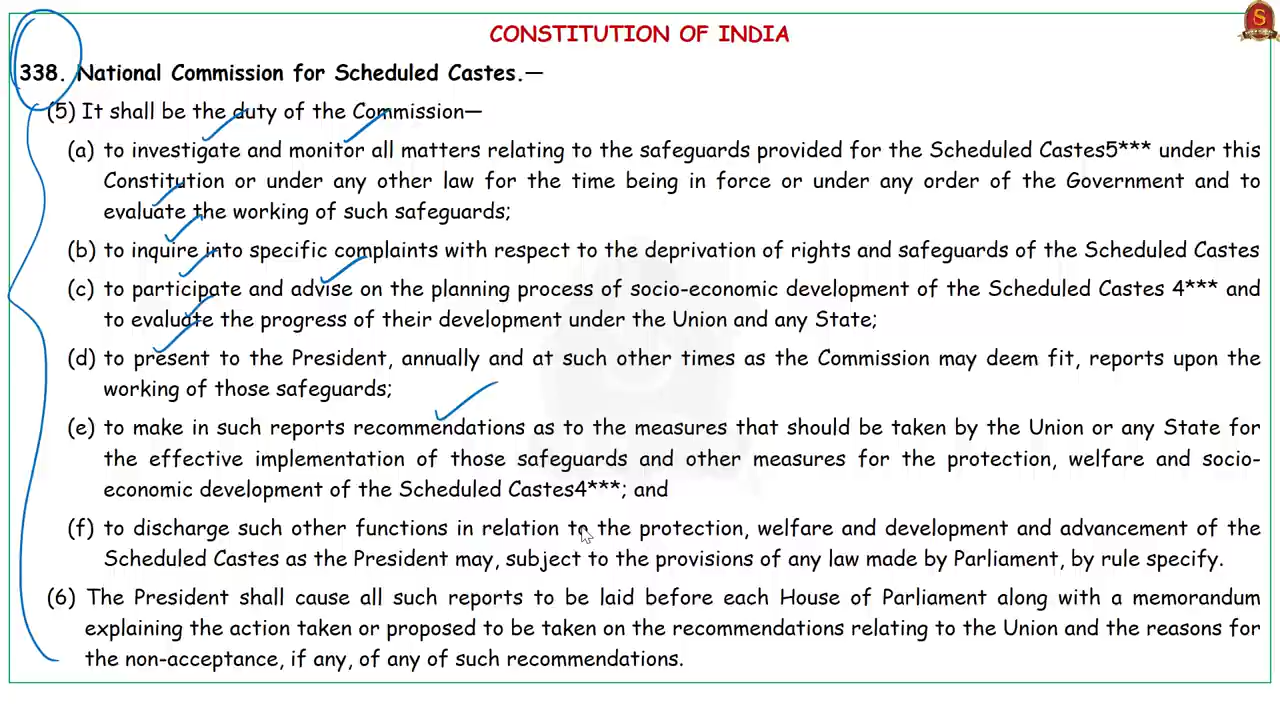 CONSTITUTION OF INDIA
S
338. National Commission for Scheduled Castes.—
(5) It shall be the duty of the Commission—
(a) to investigate and monitor all matters relating to the safeguards provided for the Scheduled Castes5*** under this
Constitution or under any other law for the time being in force or under any order of the Government and to
evaluate the working of such safeguards;
(b) to inquire into specific complaints with respect to the deprivation of rights and safeguards of the Scheduled Castes
(c) to participate and advise on the planning process of socio-economic development of the Scheduled Castes 4*** and
to evaluate the progress of their development under the Union and any State;
(d) to present to the President, annually and at such other times as the Commission may deem fit, reports upon the
working of those safeguards;
(e) to make in such reports recommendations as to the measures that should be taken by the Union or any State for
the effective implementation of those safeguards and other measures for the protection, welfare and socio-
economic development of the Scheduled Castes4***; and
(f) to discharge such other functions in relation to the protection, welfare and development and advancement of the
Scheduled Castes as the President may, subject to the provisions of any law made by Parliament, by rule specify.
(6) The President shall cause all such reports to be laid before each House of Parliament along with a memorandum
explaining the action taken or proposed to be taken on the recommendations relating to the Union and the reasons for
the non-acceptance, if any, of any of such recommendations.